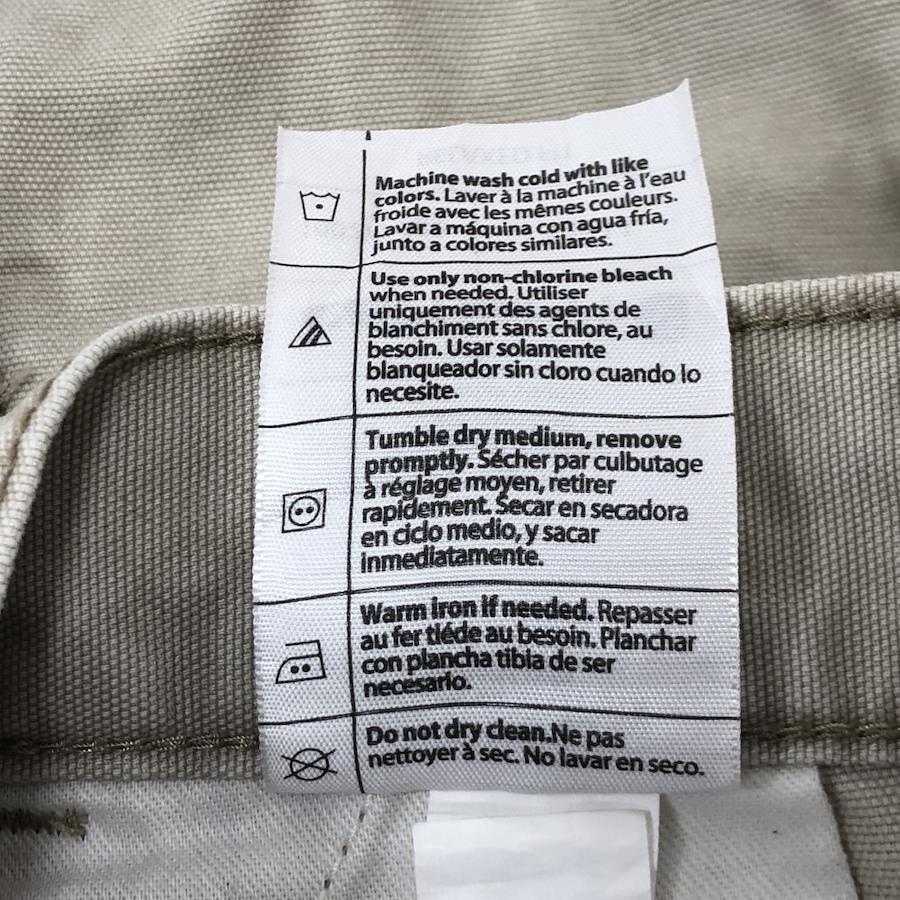 Machine wash cold with like
colors. Laver à la machine à l'eau
froide avec les mêmes couleurs.
Lavar a máquina con agua fría,
junto a colores similares.
Use only non-chlorine bleach
when needed. Utiliser
uniquement des agents de
blanchiment sans chlore, au
besoin. Usar solamente
blanqueador sin cloro cuando lo
necesite.
Tumble dry medium, remove
promptly. Sécher par culbutage
à réglage moyen, retirer
rapidement. Secar en secadora
en ciclo medio, y sacar
inmediatamente.
Warm iron if needed. Repasser
au fer tiéde au besoin. Planchar
con plancha tibia de ser
necesario.
Do not dry clean.Ne pas
nettoyer à sec. No lavar en seco.